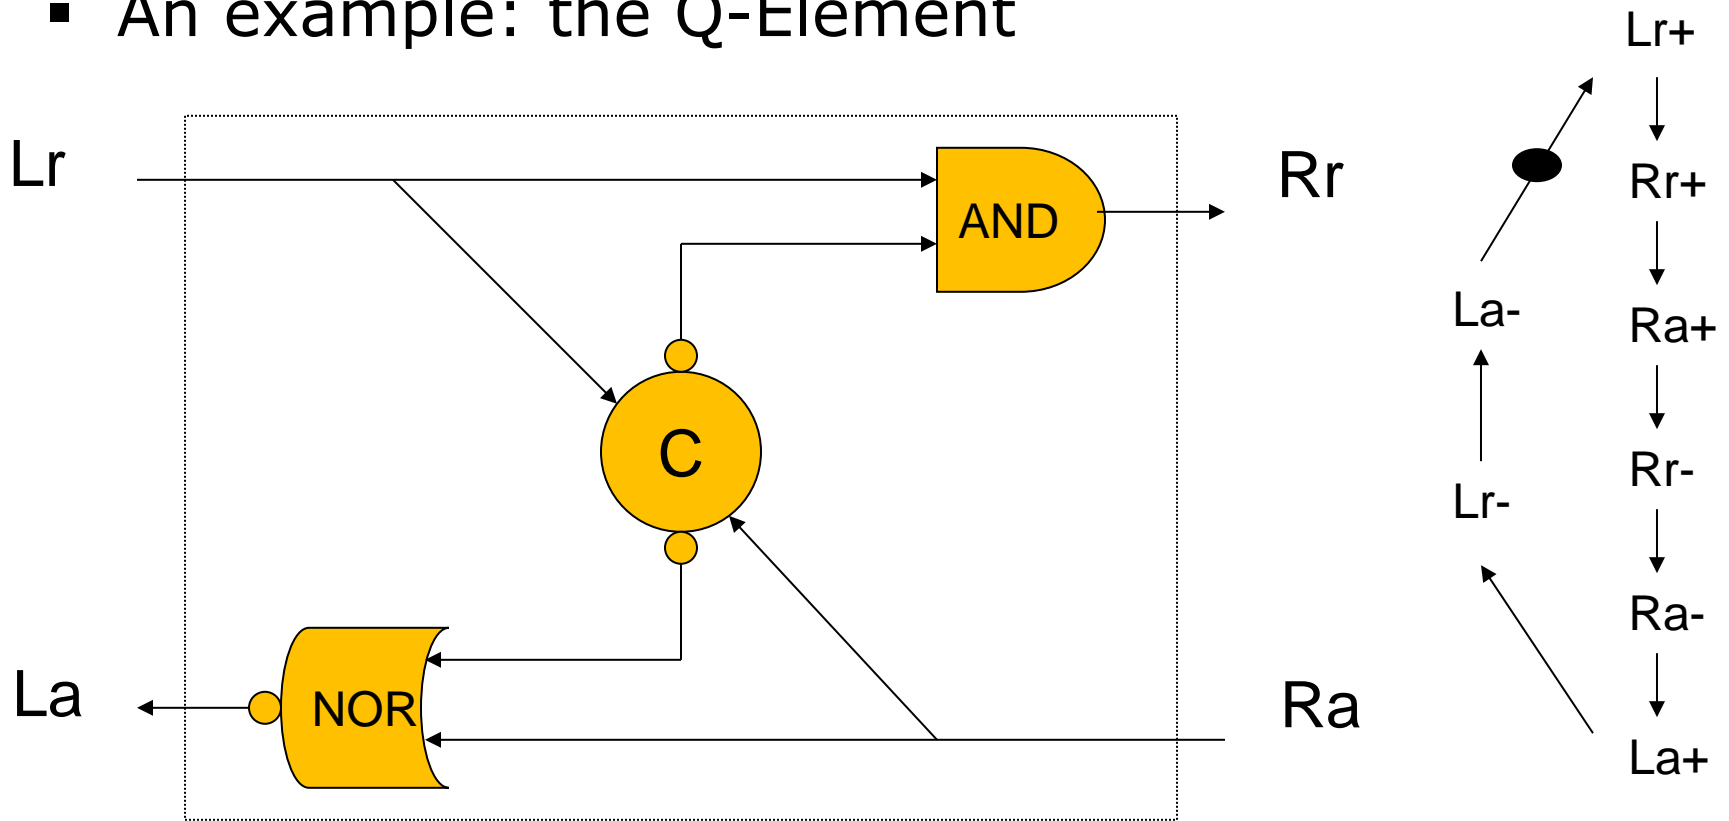 ▪ An example: the Q-Element
Lr
AND
Rr
C
La
NOR
Ra
Lr+
Rr+
La-
Ra+
Rr-
Lr-
Ra-
La+